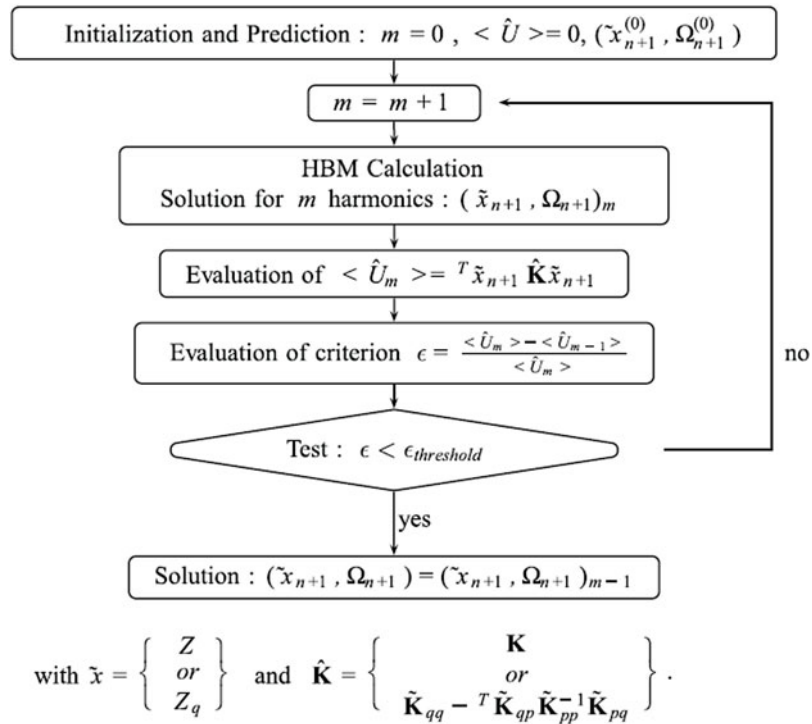 Initialization and Prediction : m = 0 , < Û >= 0, (x̃⁽⁰⁾ₙ₊₁ , Ω⁽⁰⁾ₙ₊₁ )
m = m + 1
HBM Calculation
Solution for m harmonics : ( x̃ₙ₊₁ , Ωₙ₊₁)ₘ
Evaluation of < Ûₘ >= ᵀ x̃ₙ₊₁ K̂x̃ₙ₊₁
Evaluation of criterion ϵ = (< Ûₘ > − < Ûₘ₋₁ >) / < Ûₘ >
no
Test : ϵ < ϵ_threshold
yes
Solution : (x̃ₙ₊₁ , Ωₙ₊₁ ) = (x̃ₙ₊₁ , Ωₙ₊₁ )ₘ₋₁
with x̃ = { Z or Z_q } and K̂ = { K or K̃_qq − ᵀ K̃_qp K̃_pp⁻¹ K̃_pq } .